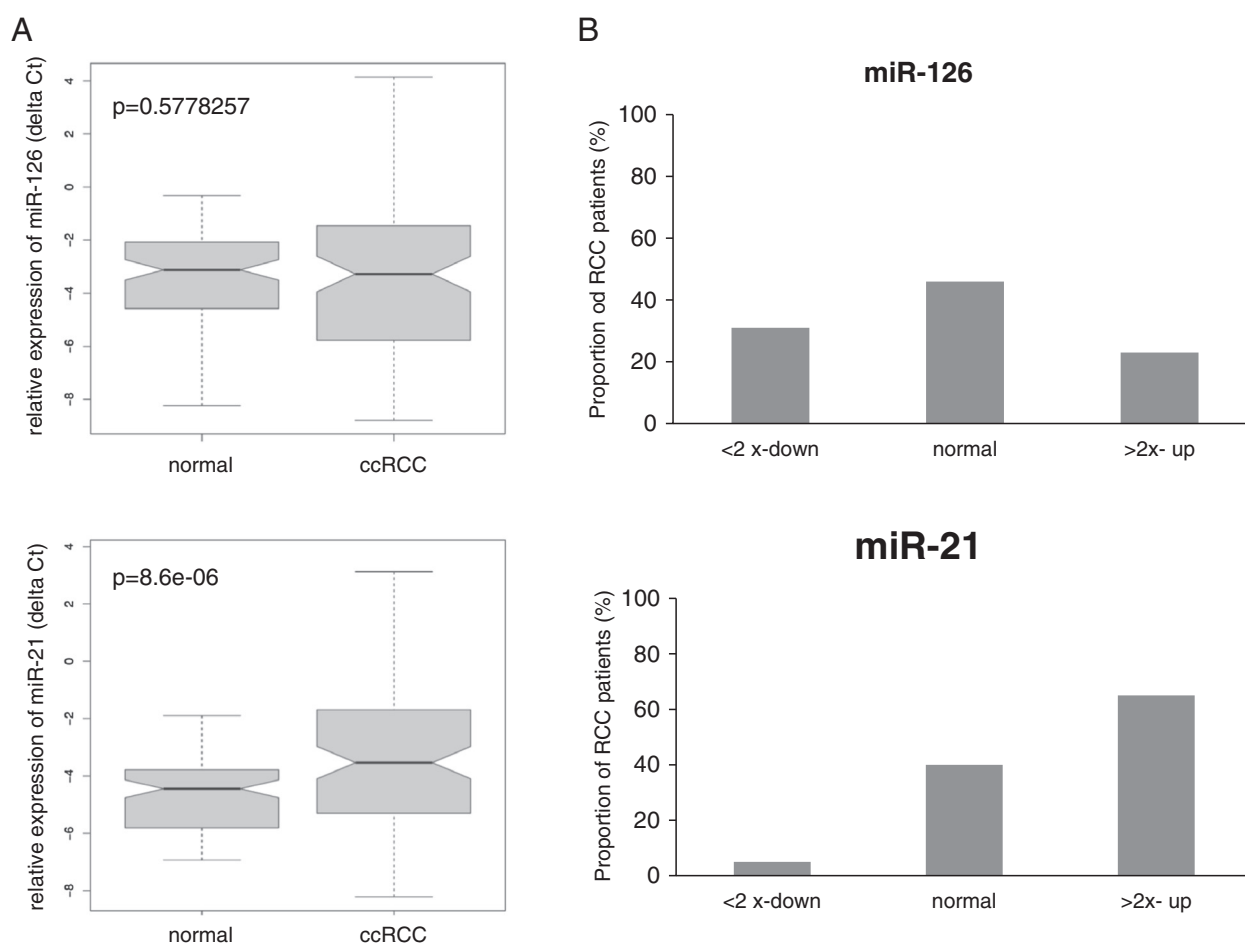 A
relative expression of miR-126 (delta Ct)
4
2
0
-2
-4
-6
-8
p=0.5778257
normal ccRCC
B
miR-126
Proportion od RCC patients (%)
100
80
60
40
20
0
<2 x-down normal >2x- up
relative expression of miR-21 (delta Ct)
4
2
0
-2
-4
-6
-8
p=8.6e-06
normal ccRCC
miR-21
Proportion of RCC patients (%)
100
80
60
40
20
0
<2 x-down normal >2x- up